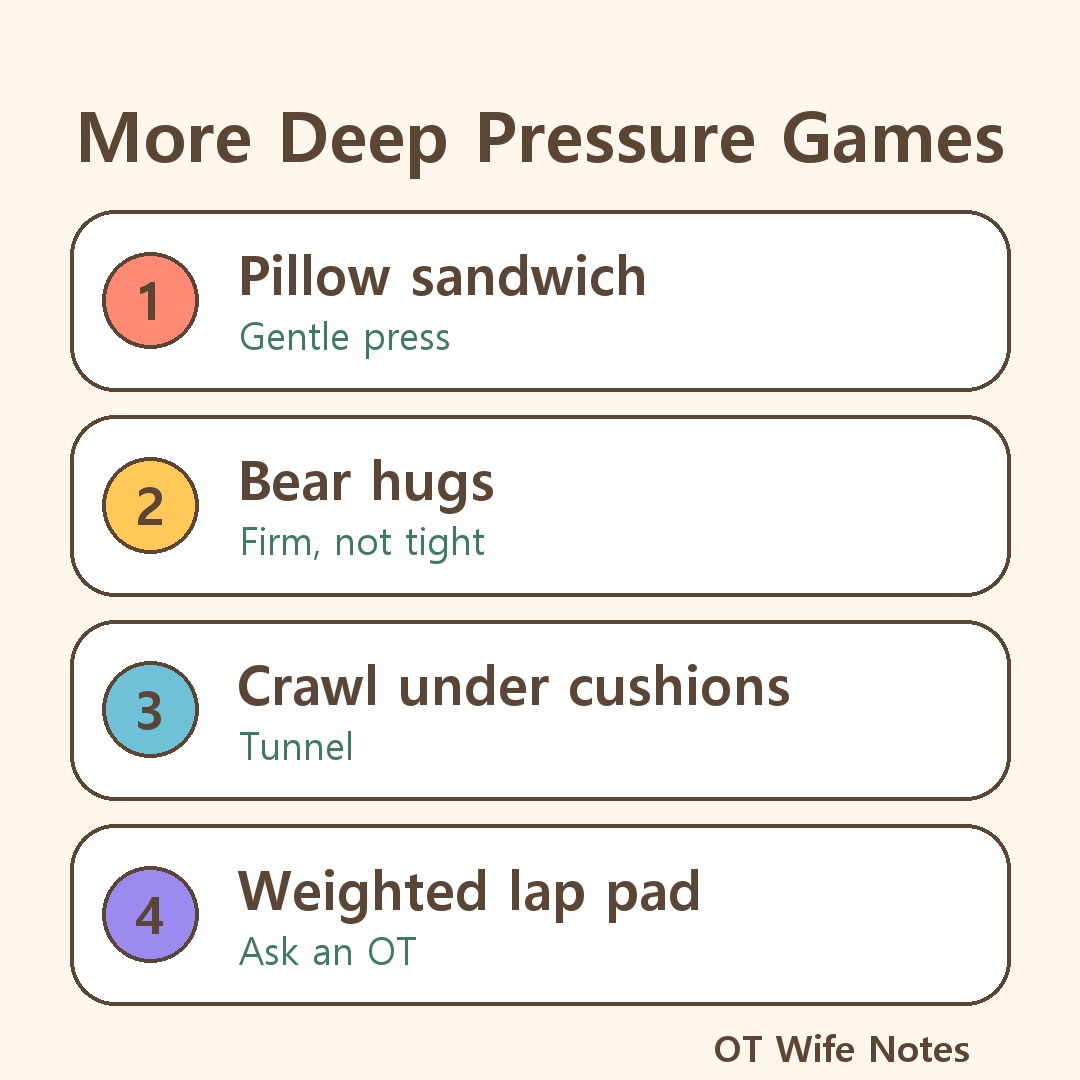 More Deep Pressure Games
1
Pillow sandwich
Gentle press
2
Bear hugs
Firm, not tight
3
Crawl under cushions
Tunnel
4
Weighted lap pad
Ask an OT
OT Wife Notes